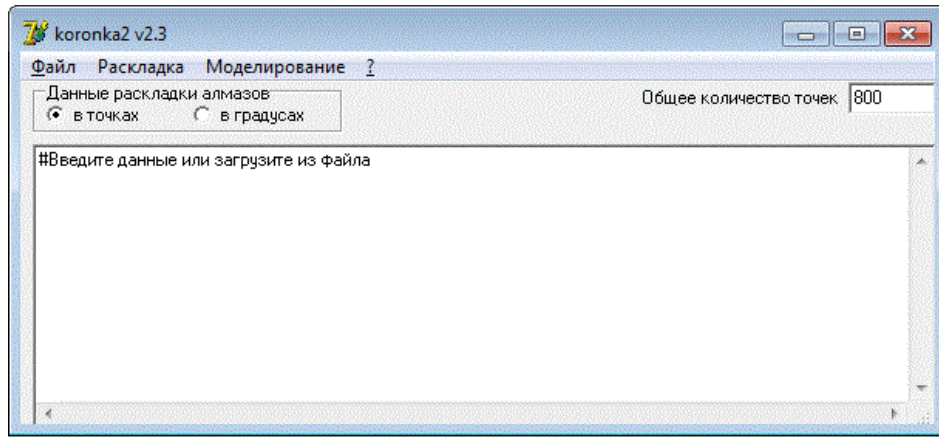 koronka2 v2.3
Файл Раскладка Моделирование ?
Данные раскладки алмазов
в точках в градусах
Общее количество точек 800
#Введите данные или загрузите из файла